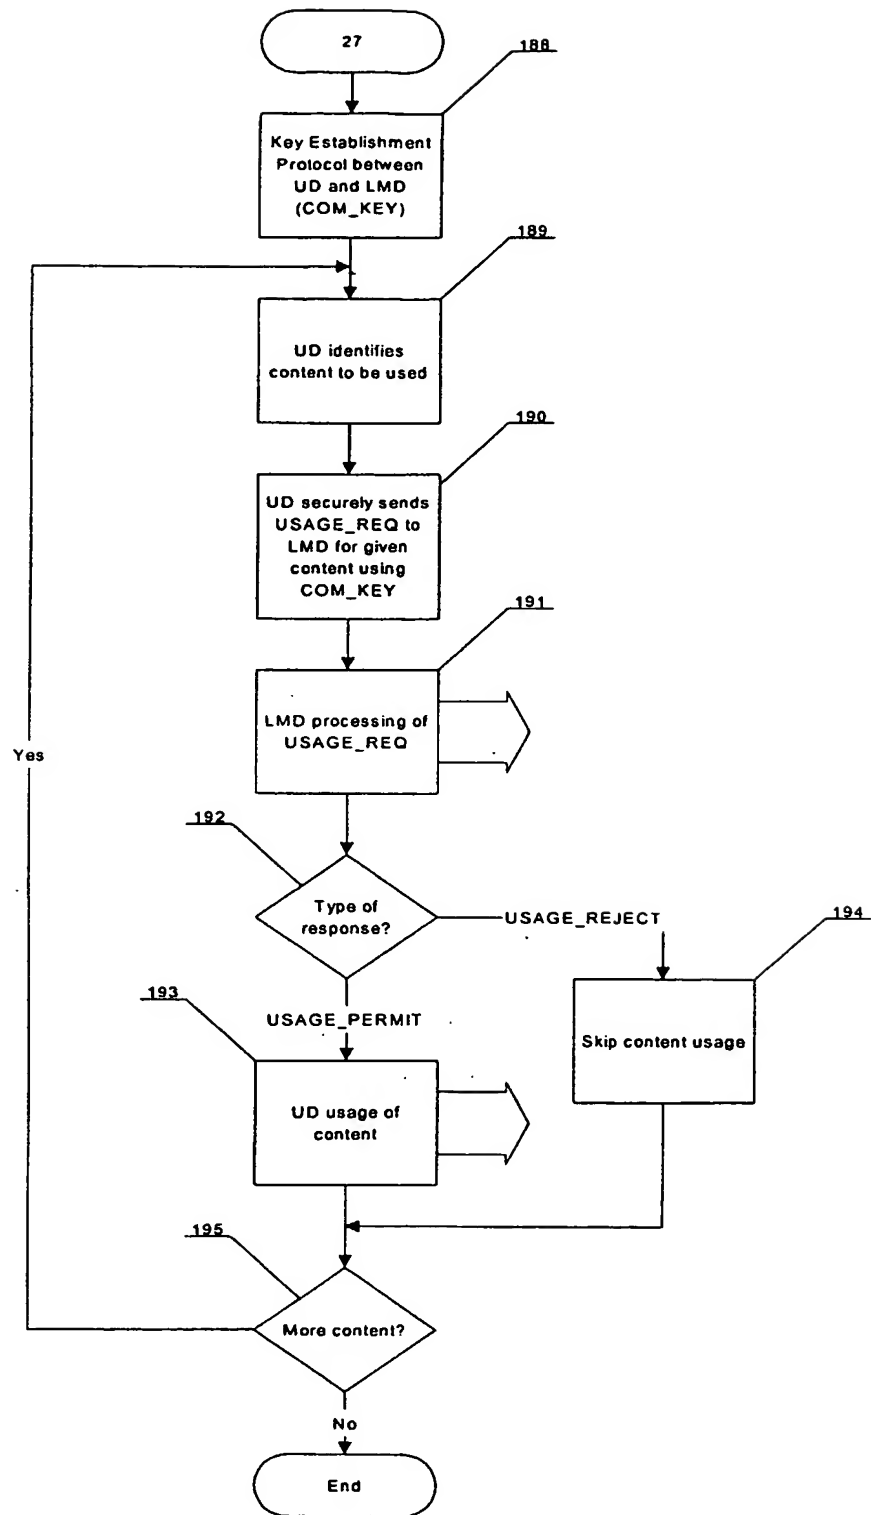 27
188
Key Establishment
Protocol between
UD and LMD
(COM_KEY)
189
UD identifies
content to be used
190
UD securely sends
USAGE_REQ to
LMD for given
content using
COM_KEY
191
LMD processing of
USAGE_REQ
Yes
192
Type of
response?
USAGE_REJECT
194
193
USAGE_PERMIT
Skip content usage
UD usage of
content
195
More content?
No
End